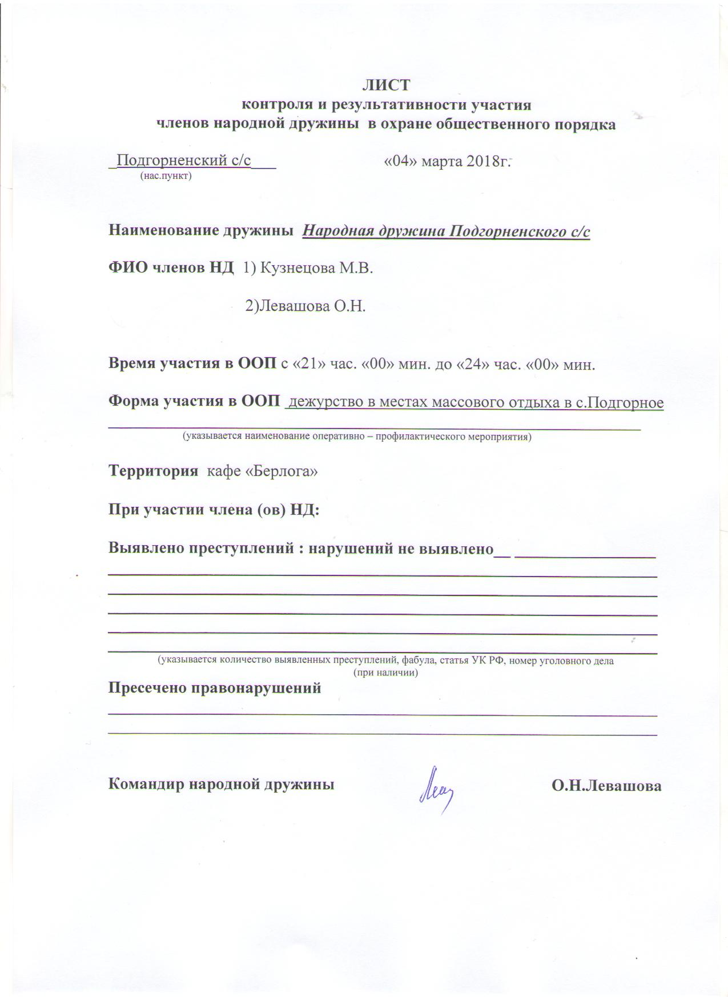 ЛИСТ
контроля и результативности участия
членов народной дружины в охране общественного порядка
_Подгорненский с/с___ «04» марта 2018г.
(нас.пункт)
Наименование дружины Народная дружина Подгорненского с/с
ФИО членов НД 1) Кузнецова М.В.
2)Левашова О.Н.
Время участия в ООП с «21» час. «00» мин. до «24» час. «00» мин.
Форма участия в ООП дежурство в местах массового отдыха в с.Подгорное
(указывается наименование оперативно – профилактического мероприятия)
Территория кафе «Берлога»
При участии члена (ов) НД:
Выявлено преступлений : нарушений не выявлено__ _________________
(указывается количество выявленных преступлений, фабула, статья УК РФ, номер уголовного дела
(при наличии)
Пресечено правонарушений
Командир народной дружины О.Н.Левашова